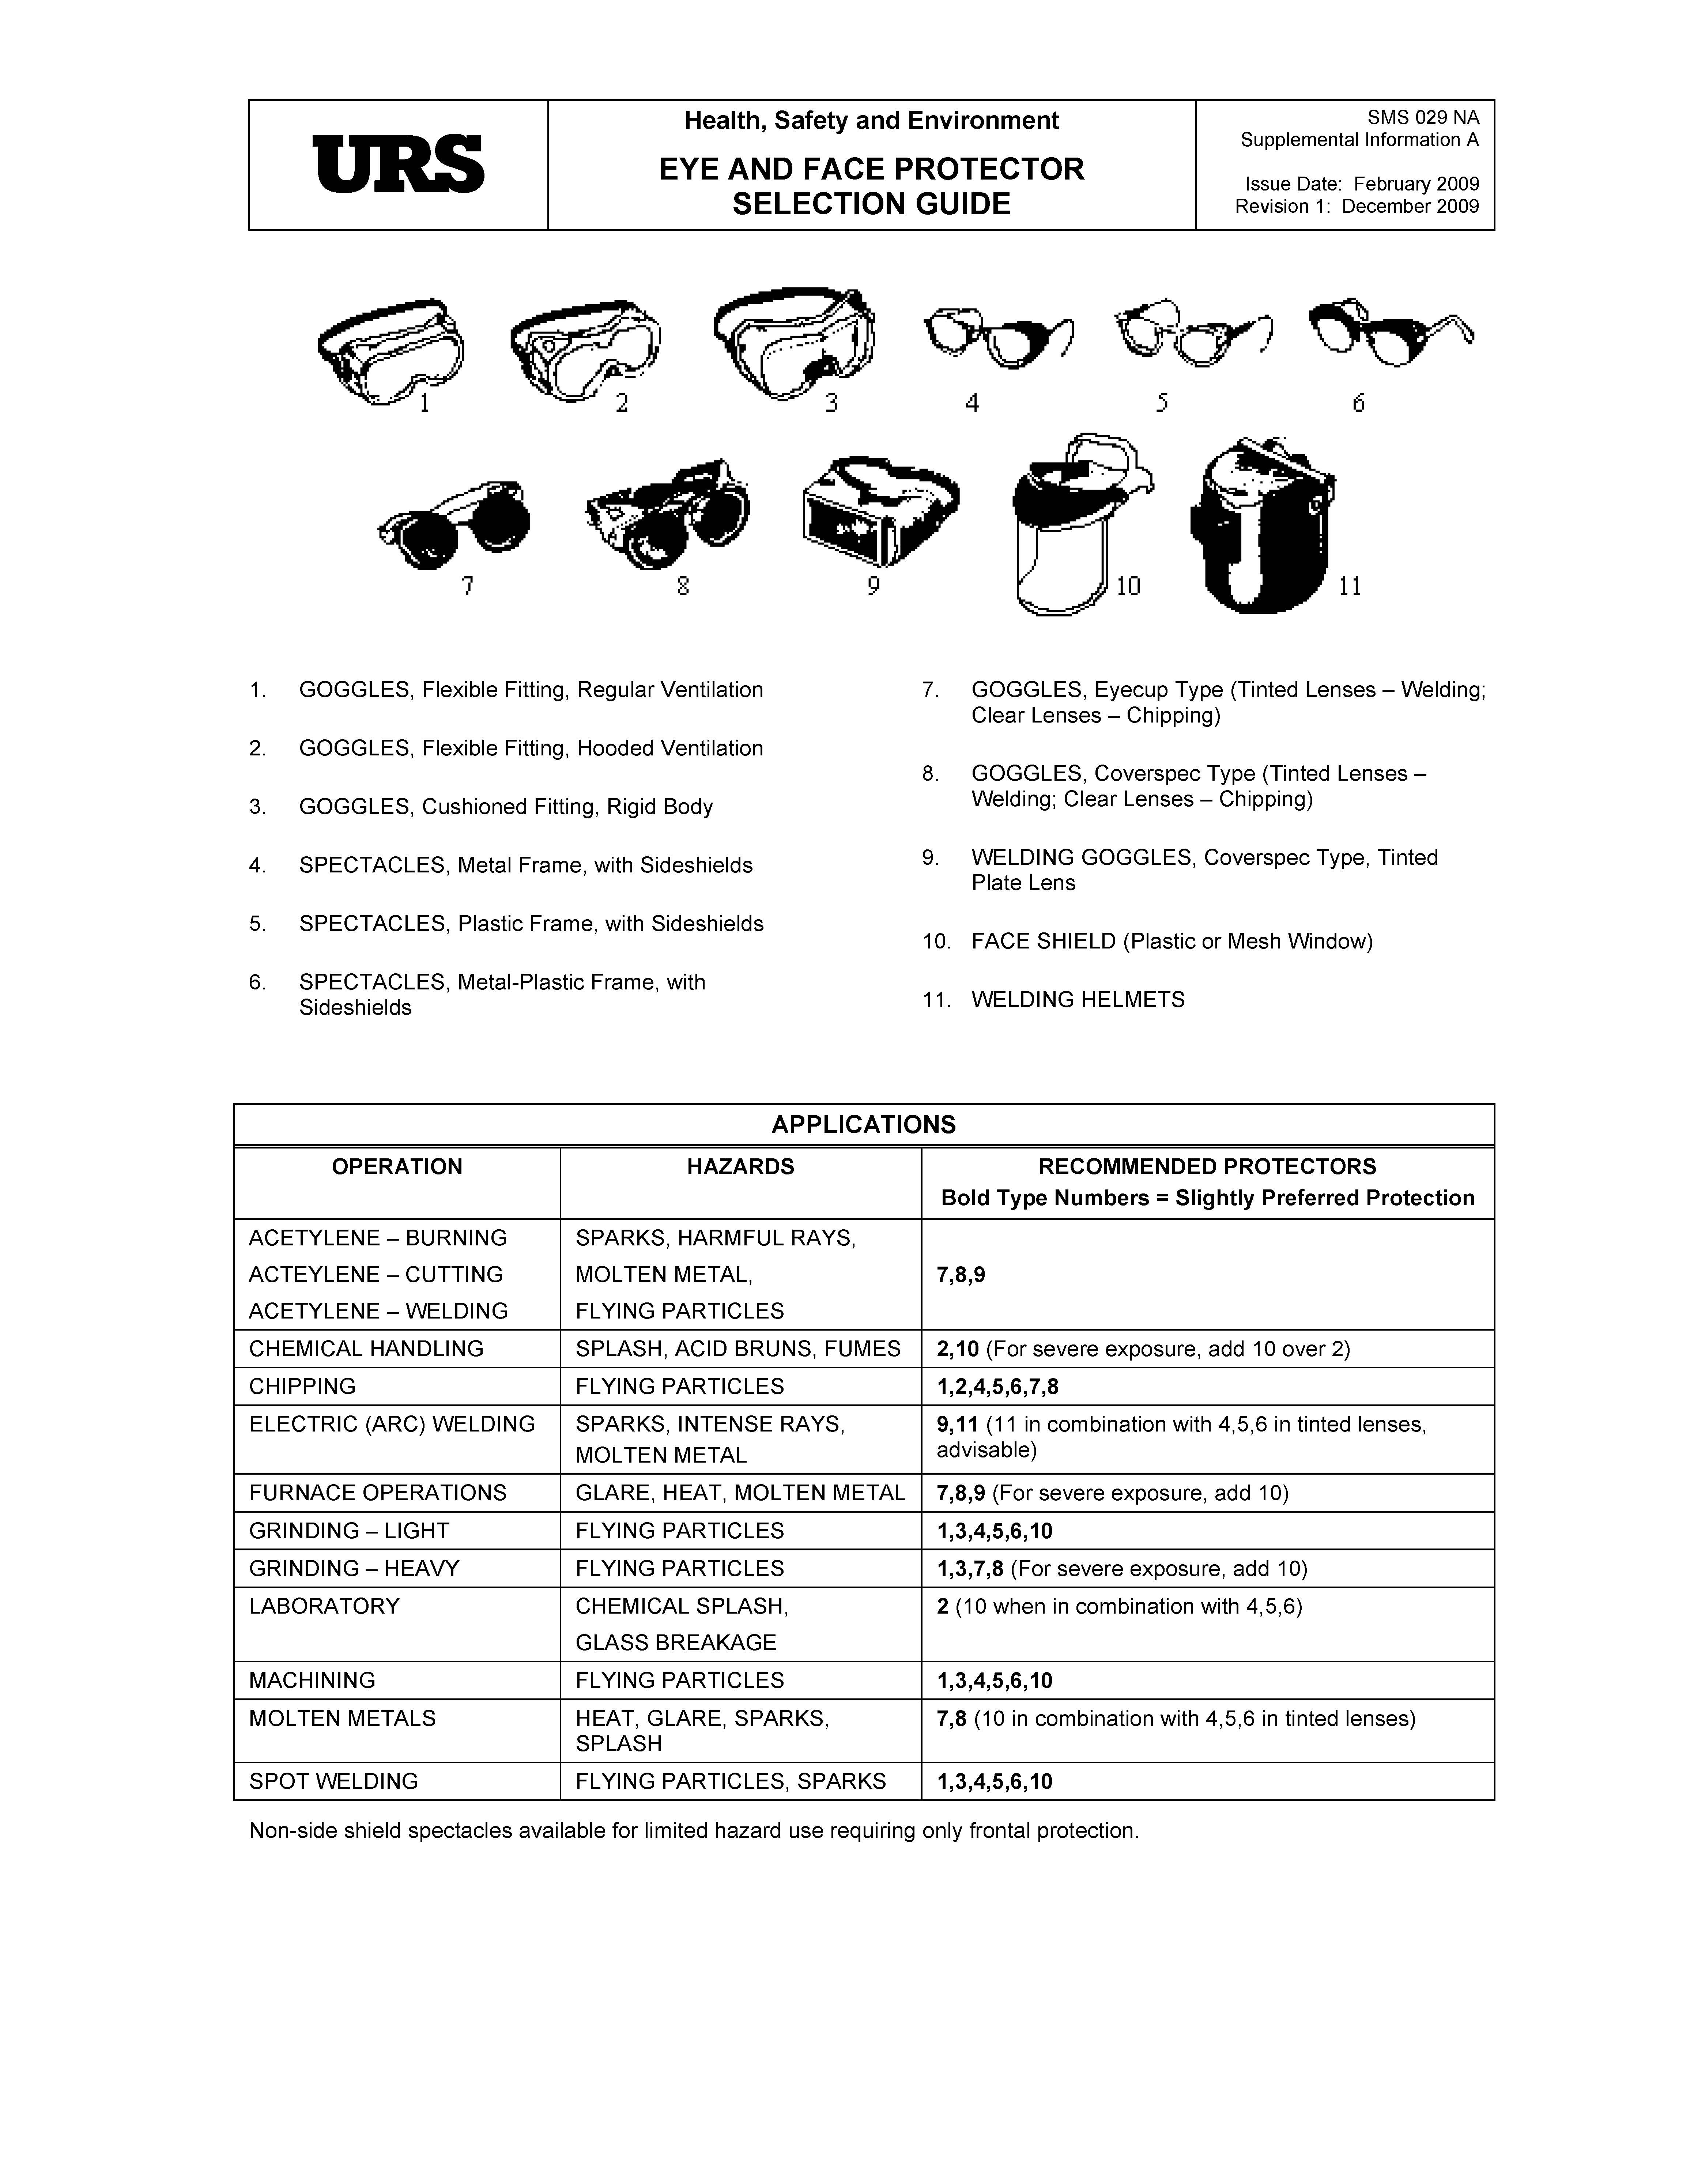 URS
Health, Safety and Environment
EYE AND FACE PROTECTOR
SELECTION GUIDE
SMS 029 NA
Supplemental Information A
Issue Date: February 2009
Revision 1: December 2009
1 2 3 4 5 6
7 8 9 10 11
1. GOGGLES, Flexible Fitting, Regular Ventilation
2. GOGGLES, Flexible Fitting, Hooded Ventilation
3. GOGGLES, Cushioned Fitting, Rigid Body
4. SPECTACLES, Metal Frame, with Sideshields
5. SPECTACLES, Plastic Frame, with Sideshields
6. SPECTACLES, Metal-Plastic Frame, with
Sideshields
7. GOGGLES, Eyecup Type (Tinted Lenses – Welding;
Clear Lenses – Chipping)
8. GOGGLES, Coverspec Type (Tinted Lenses –
Welding; Clear Lenses – Chipping)
9. WELDING GOGGLES, Coverspec Type, Tinted
Plate Lens
10. FACE SHIELD (Plastic or Mesh Window)
11. WELDING HELMETS
APPLICATIONS
OPERATION HAZARDS RECOMMENDED PROTECTORS
Bold Type Numbers = Slightly Preferred Protection
ACETYLENE – BURNING SPARKS, HARMFUL RAYS,
ACTEYLENE – CUTTING MOLTEN METAL, 7,8,9
ACETYLENE – WELDING FLYING PARTICLES
CHEMICAL HANDLING SPLASH, ACID BRUNS, FUMES 2,10 (For severe exposure, add 10 over 2)
CHIPPING FLYING PARTICLES 1,2,4,5,6,7,8
ELECTRIC (ARC) WELDING SPARKS, INTENSE RAYS, 9,11 (11 in combination with 4,5,6 in tinted lenses,
MOLTEN METAL advisable)
FURNACE OPERATIONS GLARE, HEAT, MOLTEN METAL 7,8,9 (For severe exposure, add 10)
GRINDING – LIGHT FLYING PARTICLES 1,3,4,5,6,10
GRINDING – HEAVY FLYING PARTICLES 1,3,7,8 (For severe exposure, add 10)
LABORATORY CHEMICAL SPLASH, 2 (10 when in combination with 4,5,6)
GLASS BREAKAGE
MACHINING FLYING PARTICLES 1,3,4,5,6,10
MOLTEN METALS HEAT, GLARE, SPARKS, 7,8 (10 in combination with 4,5,6 in tinted lenses)
SPLASH
SPOT WELDING FLYING PARTICLES, SPARKS 1,3,4,5,6,10
Non-side shield spectacles available for limited hazard use requiring only frontal protection.